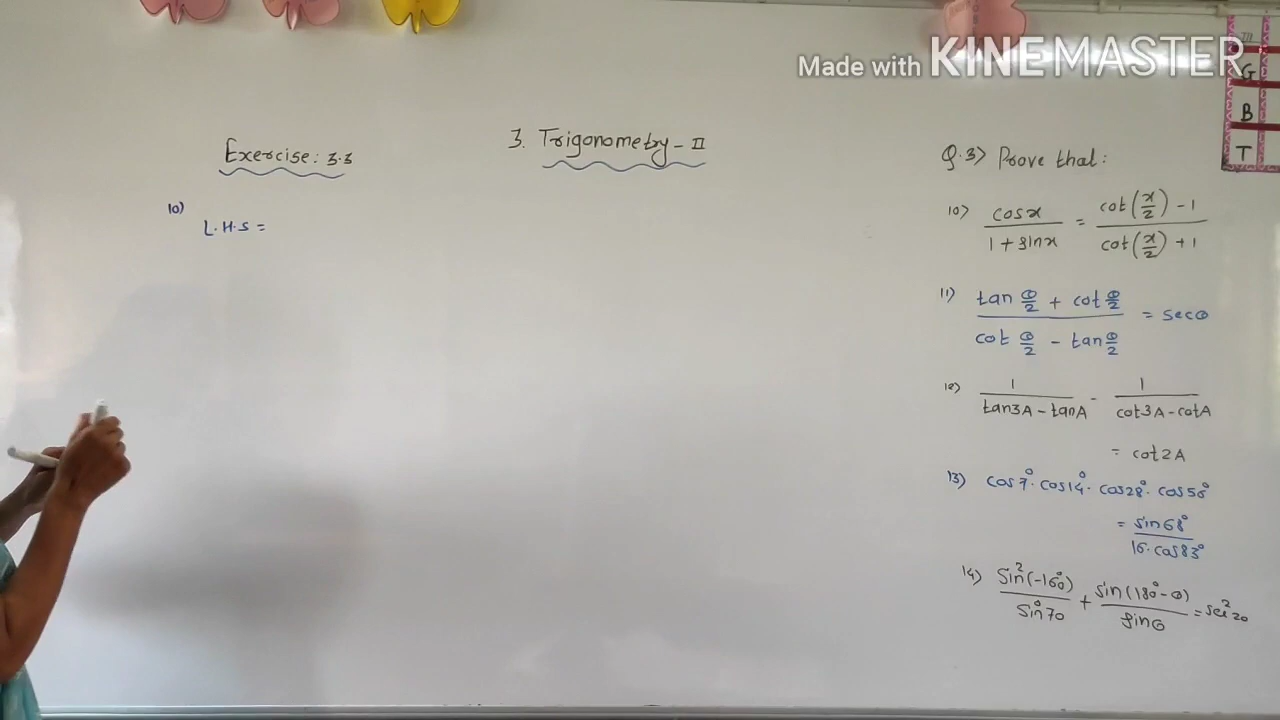 Made with KINEMASTER
G
B
T
3. Trigonometry - II
Exercise: 3.3
Q.3) Prove that:
10)
L.H.S =
10) cosx / 1 + sinx = cot(x/2) - 1 / cot(x/2) + 1
11) tan θ/2 + cot θ/2 / cot θ/2 - tan θ/2 = secθ
12) 1 / tan3A - tanA - 1 / cot3A - cotA
= cot2A
13) cos7°. cos14°. cos28°. cos56°
= sin68° / 16. cos83°
14) sin²(-160°) / sin°70 + sin(180° - θ) / sinθ = sec²20